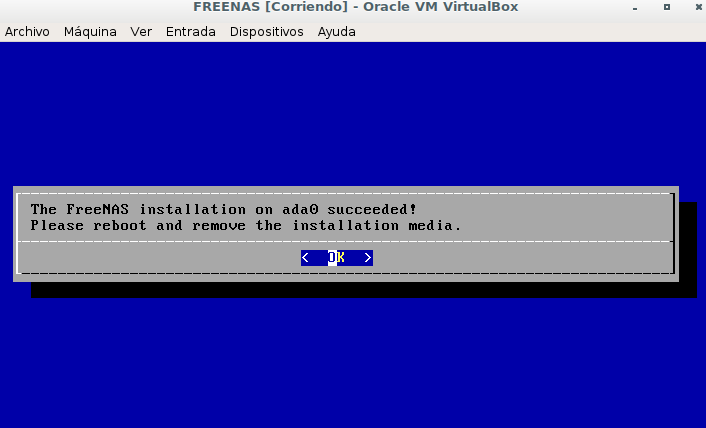 FREENAS [Corriendo] - Oracle VM VirtualBox
Archivo Máquina Ver Entrada Dispositivos Ayuda
The FreeNAS installation on ada0 succeeded!
Please reboot and remove the installation media.
< OK >